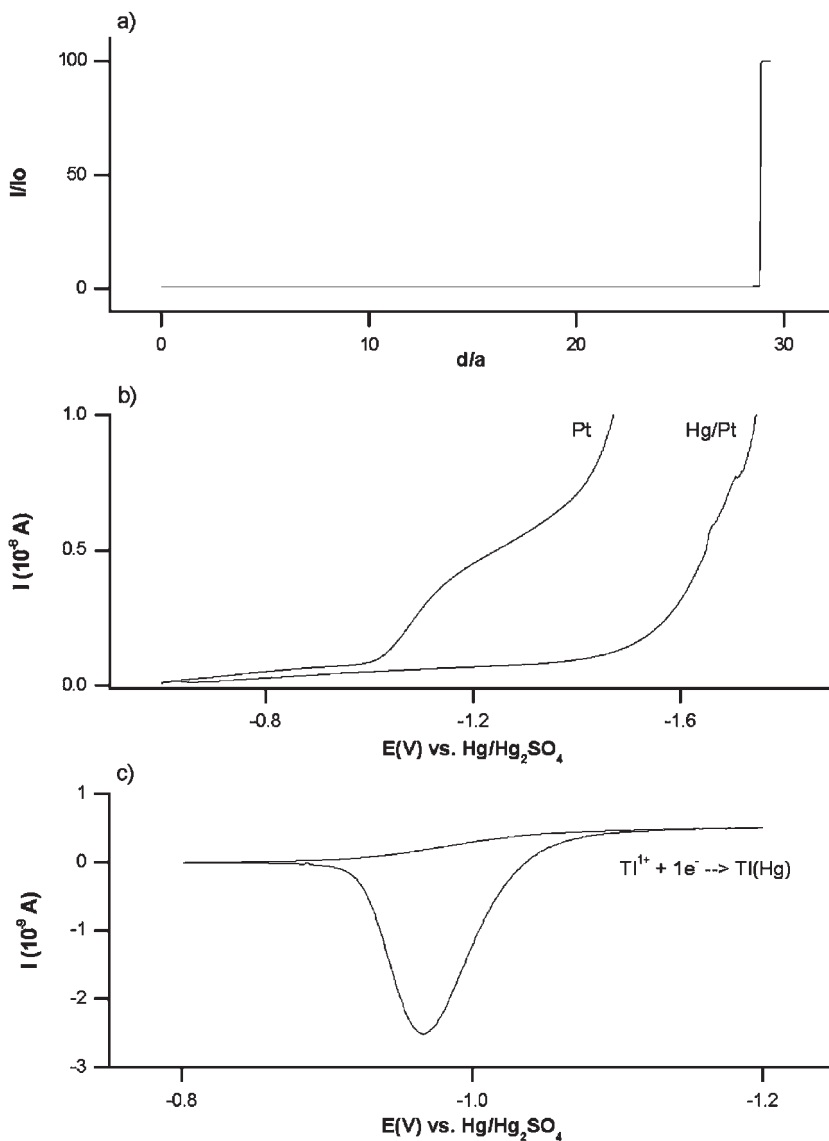 a)
100
50
0
I/Io
0 10 20 30
d/a
b)
1.0
0.5
0.0
I (10⁻⁸ A)
Pt Hg/Pt
-0.8 -1.2 -1.6
E(V) vs. Hg/Hg₂SO₄
c)
1
0
-1
-2
-3
I (10⁻⁹ A)
Tl¹⁺ + 1e⁻ --> Tl(Hg)
-0.8 -1.0 -1.2
E(V) vs. Hg/Hg₂SO₄